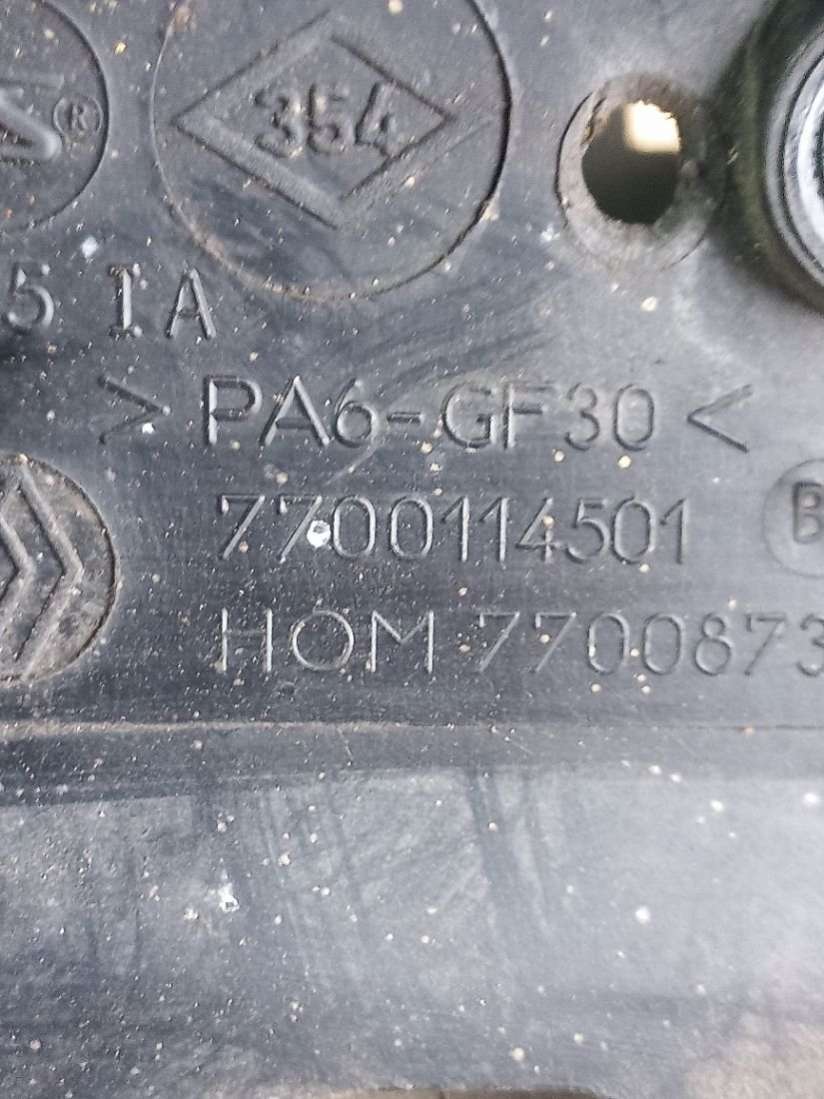 S®
354
5 IA
>PA6-GF30<
7700114501
B
HOM 7700873